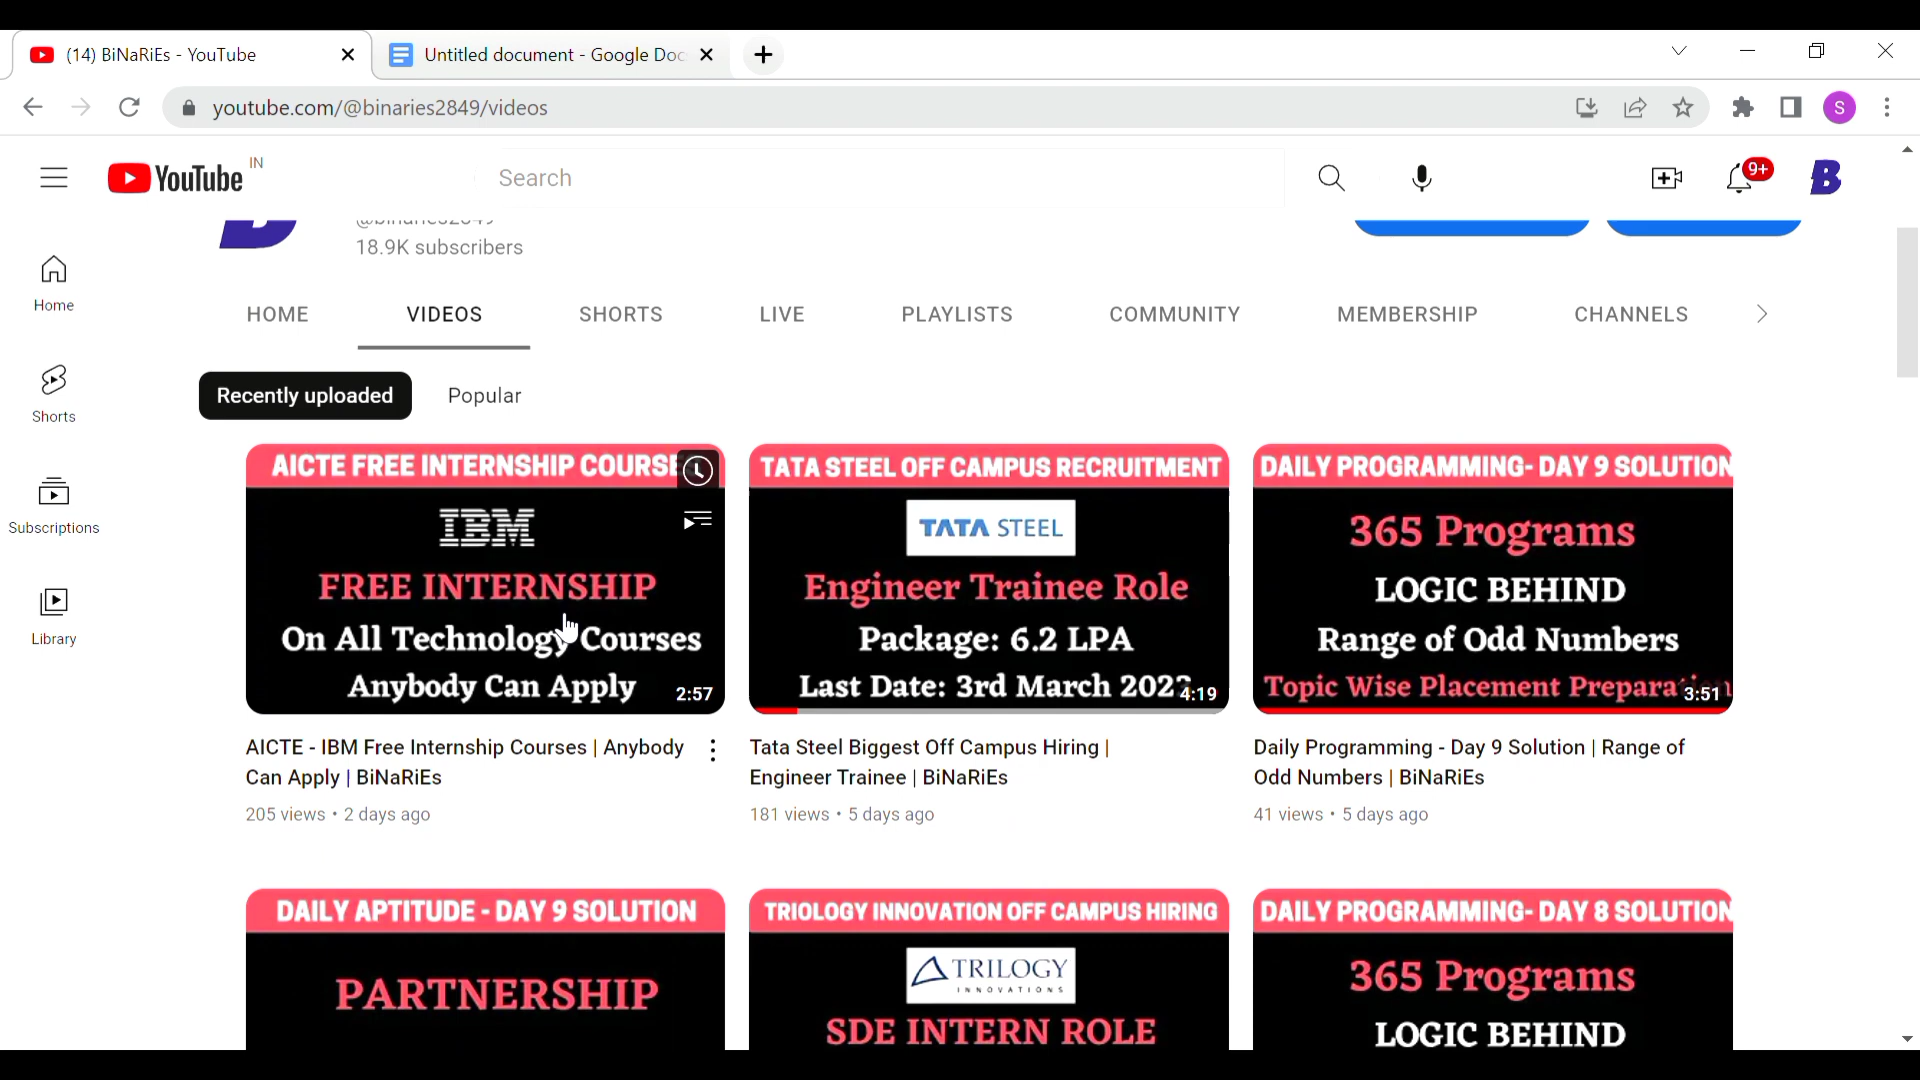 (14) BiNaRiEs - YouTube
Untitled document - Google Doc
youtube.com/@binaries2849/videos
S
YouTube IN
Search
9+
B
@binaries2849
18.9K subscribers
Home
Shorts
Subscriptions
Library
HOME VIDEOS SHORTS LIVE PLAYLISTS COMMUNITY MEMBERSHIP CHANNELS
Recently uploaded Popular
AICTE FREE INTERNSHIP COURSE
IBM
FREE INTERNSHIP
On All Technology Courses
Anybody Can Apply
2:57
AICTE - IBM Free Internship Courses | Anybody
Can Apply | BiNaRiEs
205 views • 2 days ago
TATA STEEL OFF CAMPUS RECRUITMENT
TATA STEEL
Engineer Trainee Role
Package: 6.2 LPA
Last Date: 3rd March
4:19
Tata Steel Biggest Off Campus Hiring |
Engineer Trainee | BiNaRiEs
181 views • 5 days ago
DAILY PROGRAMMING- DAY 9 SOLUTION
365 Programs
LOGIC BEHIND
Range of Odd Numbers
Topic Wise Placement
3:51
Daily Programming - Day 9 Solution | Range of
Odd Numbers | BiNaRiEs
41 views • 5 days ago
DAILY APTITUDE - DAY 9 SOLUTION
PARTNERSHIP
TRIOLOGY INNOVATION OFF CAMPUS HIRING
TRILOGY
INNOVATIONS
SDE INTERN ROLE
DAILY PROGRAMMING- DAY 8 SOLUTION
365 Programs
LOGIC BEHIND